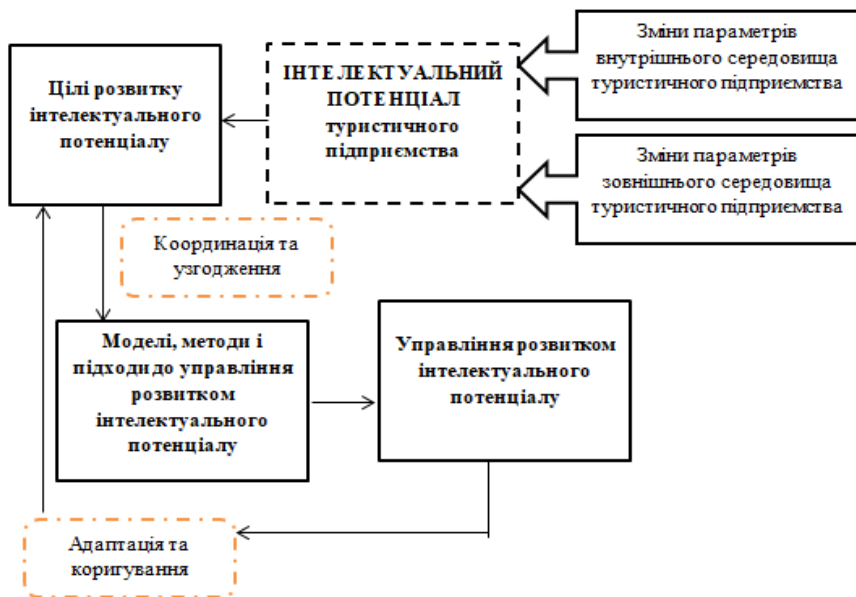 Цілі розвитку
інтелектуального
потенціалу
ІНТЕЛЕКТУАЛЬНИЙ
ПОТЕНЦІАЛ
туристичного
підприємства
Зміни параметрів
внутрішнього середовища
туристичного підприємства
Зміни параметрів
зовнішнього середовища
туристичного підприємства
Координація та
узгодження
Моделі, методи і
підходи до управління
розвитком
інтелектуального
потенціалу
Управління розвитком
інтелектуального
потенціалу
Адаптація та
коригування